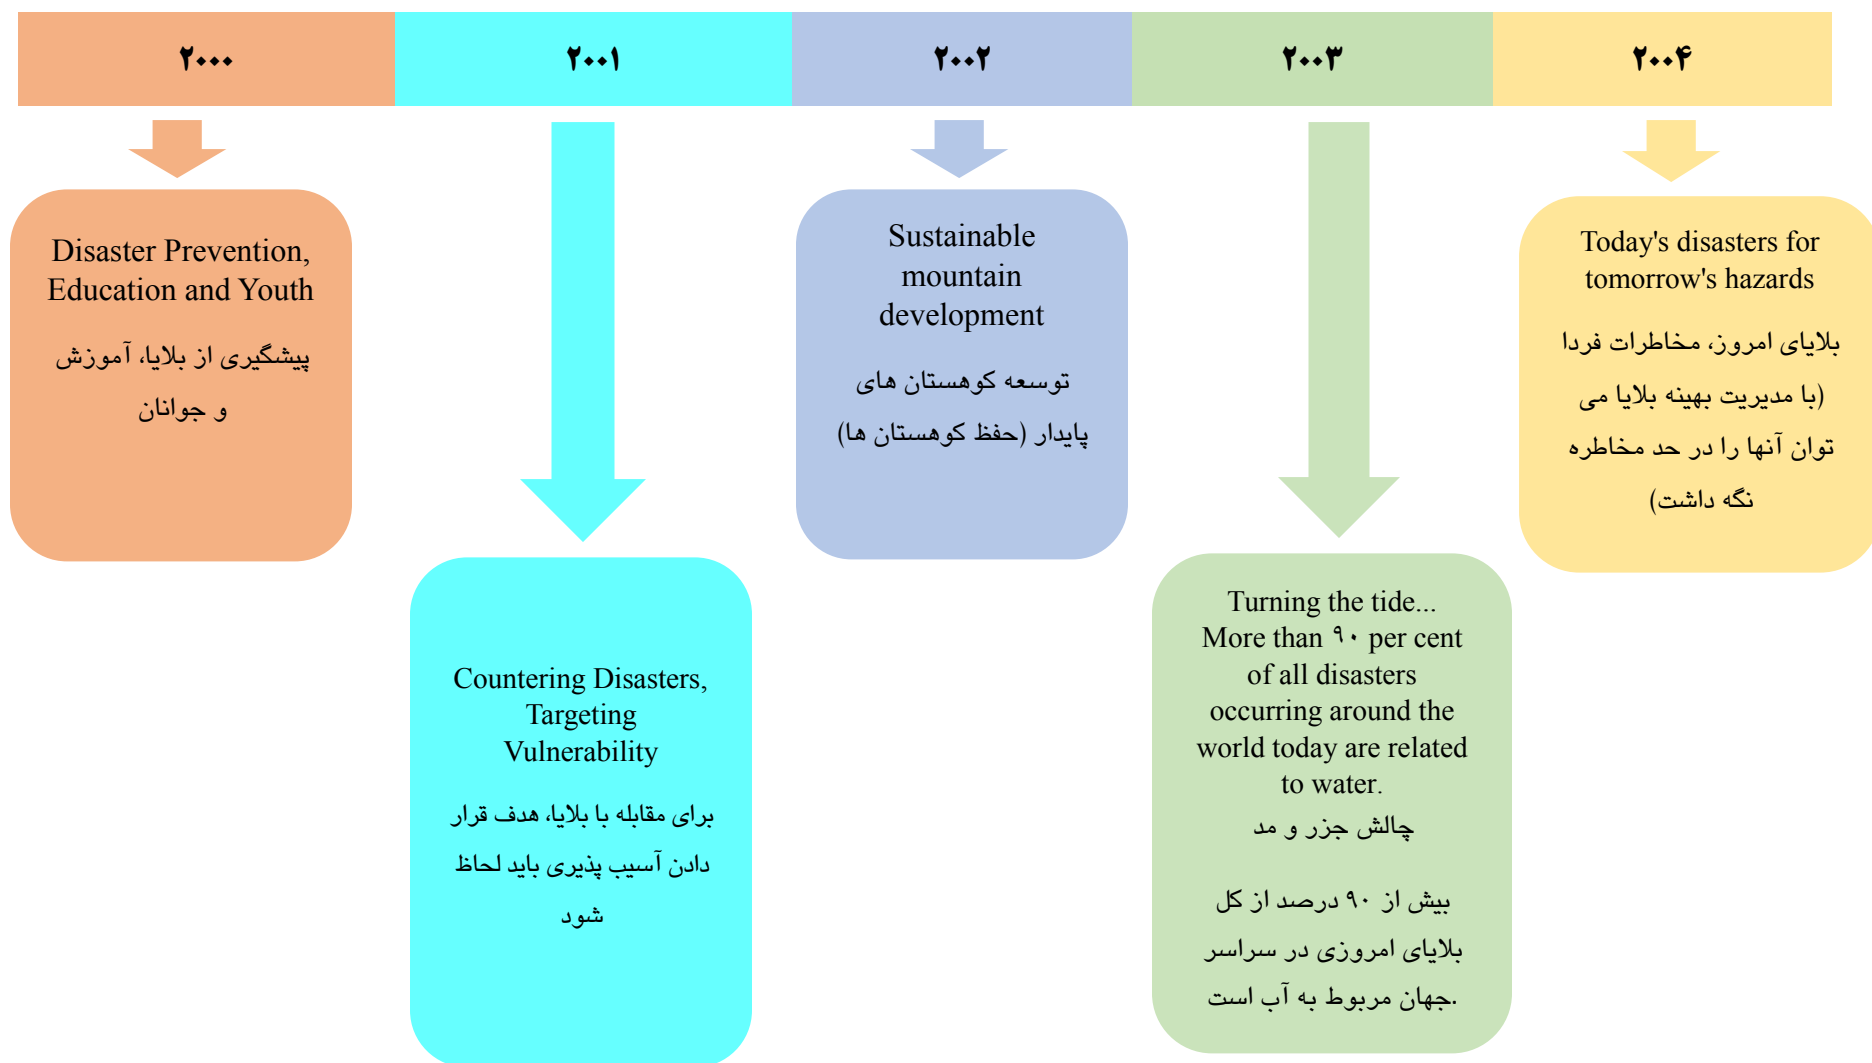 ۲۰۰۰
۲۰۰۱
۲۰۰۲
۲۰۰۳
۲۰۰۴
Disaster Prevention,
Education and Youth
پیشگیری از بلایا، آموزش
و جوانان
Countering Disasters,
Targeting
Vulnerability
برای مقابله با بلایا، هدف قرار
دادن آسیب پذیری باید لحاظ
شود
Sustainable
mountain
development
توسعه کوهستان های
پایدار (حفظ کوهستان ها)
Turning the tide...
More than ۹۰ per cent
of all disasters
occurring around the
world today are related
to water.
چالش جزر و مد
بیش از ۹۰ درصد از کل
بلایای امروزی در سراسر
جهان مربوط به آب است.
Today's disasters for
tomorrow's hazards
بلایای امروز، مخاطرات فردا
(با مدیریت بهینه بلایا می
توان آنها را در حد مخاطره
نگه داشت)